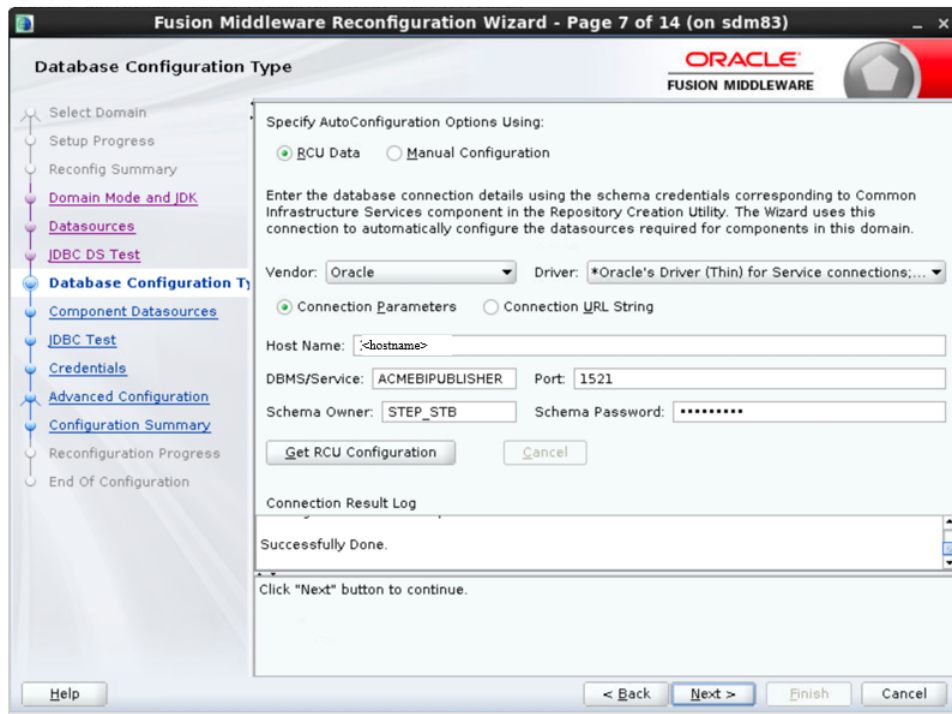 Fusion Middleware Reconfiguration Wizard - Page 7 of 14 (on sdm83)
Database Configuration Type
ORACLE
FUSION MIDDLEWARE
Select Domain
Setup Progress
Reconfig Summary
Domain Mode and JDK
Datasources
JDBC DS Test
Database Configuration Ty
Component Datasources
JDBC Test
Credentials
Advanced Configuration
Configuration Summary
Reconfiguration Progress
End Of Configuration
Specify AutoConfiguration Options Using:
RCU Data Manual Configuration
Enter the database connection details using the schema credentials corresponding to Common
Infrastructure Services component in the Repository Creation Utility. The Wizard uses this
connection to automatically configure the datasources required for components in this domain.
Vendor: Oracle Driver: *Oracle's Driver (Thin) for Service connections;...
Connection Parameters Connection URL String
Host Name: <hostname>
DBMS/Service: ACMEBIPUBLISHER Port: 1521
Schema Owner: STEP_STB Schema Password: •••••••••
Get RCU Configuration Cancel
Connection Result Log
Successfully Done.
Click "Next" button to continue.
Help < Back Next > Finish Cancel